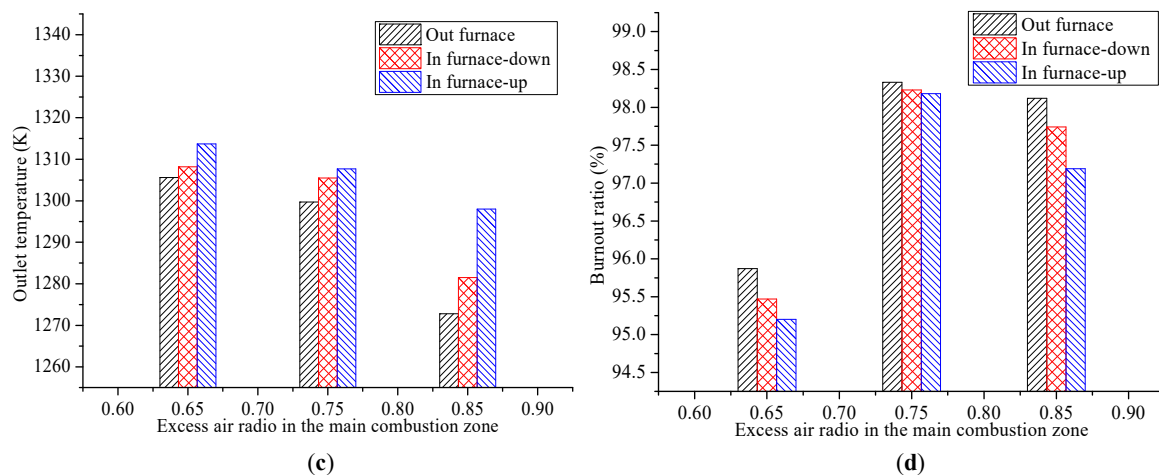 1340
1330
1320
1310
1300
1290
1280
1270
1260
Outlet temperature (K)
Out furnace
In furnace-down
In furnace-up
0.60 0.65 0.70 0.75 0.80 0.85 0.90
Excess air radio in the main combustion zone
(c)
99.0
98.5
98.0
97.5
97.0
96.5
96.0
95.5
95.0
94.5
Burnout ratio (%)
Out furnace
In furnace-down
In furnace-up
0.60 0.65 0.70 0.75 0.80 0.85 0.90
Excess air radio in the main combustion zone
(d)